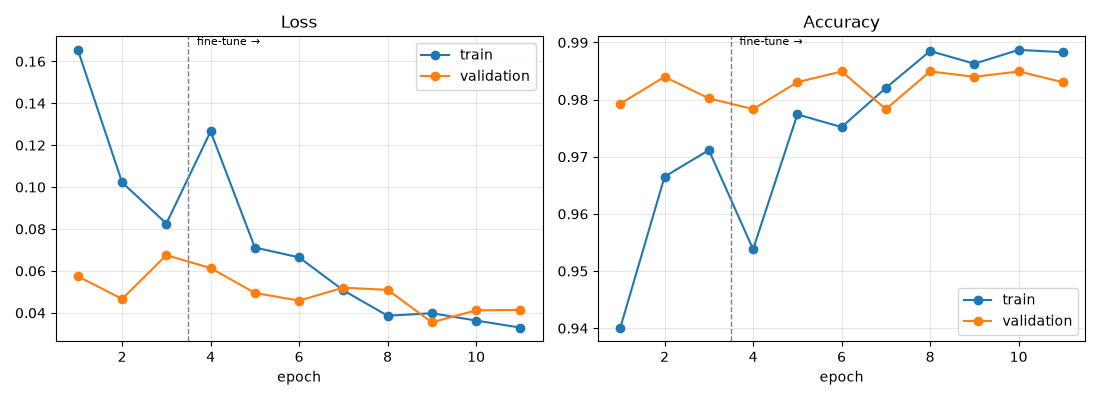 Loss
fine-tune →
train
validation
0.16
0.14
0.12
0.10
0.08
0.06
0.04
2
4
6
8
10
epoch
Accuracy
fine-tune →
0.99
0.98
0.97
0.96
0.95
0.94
train
validation
2
4
6
8
10
epoch